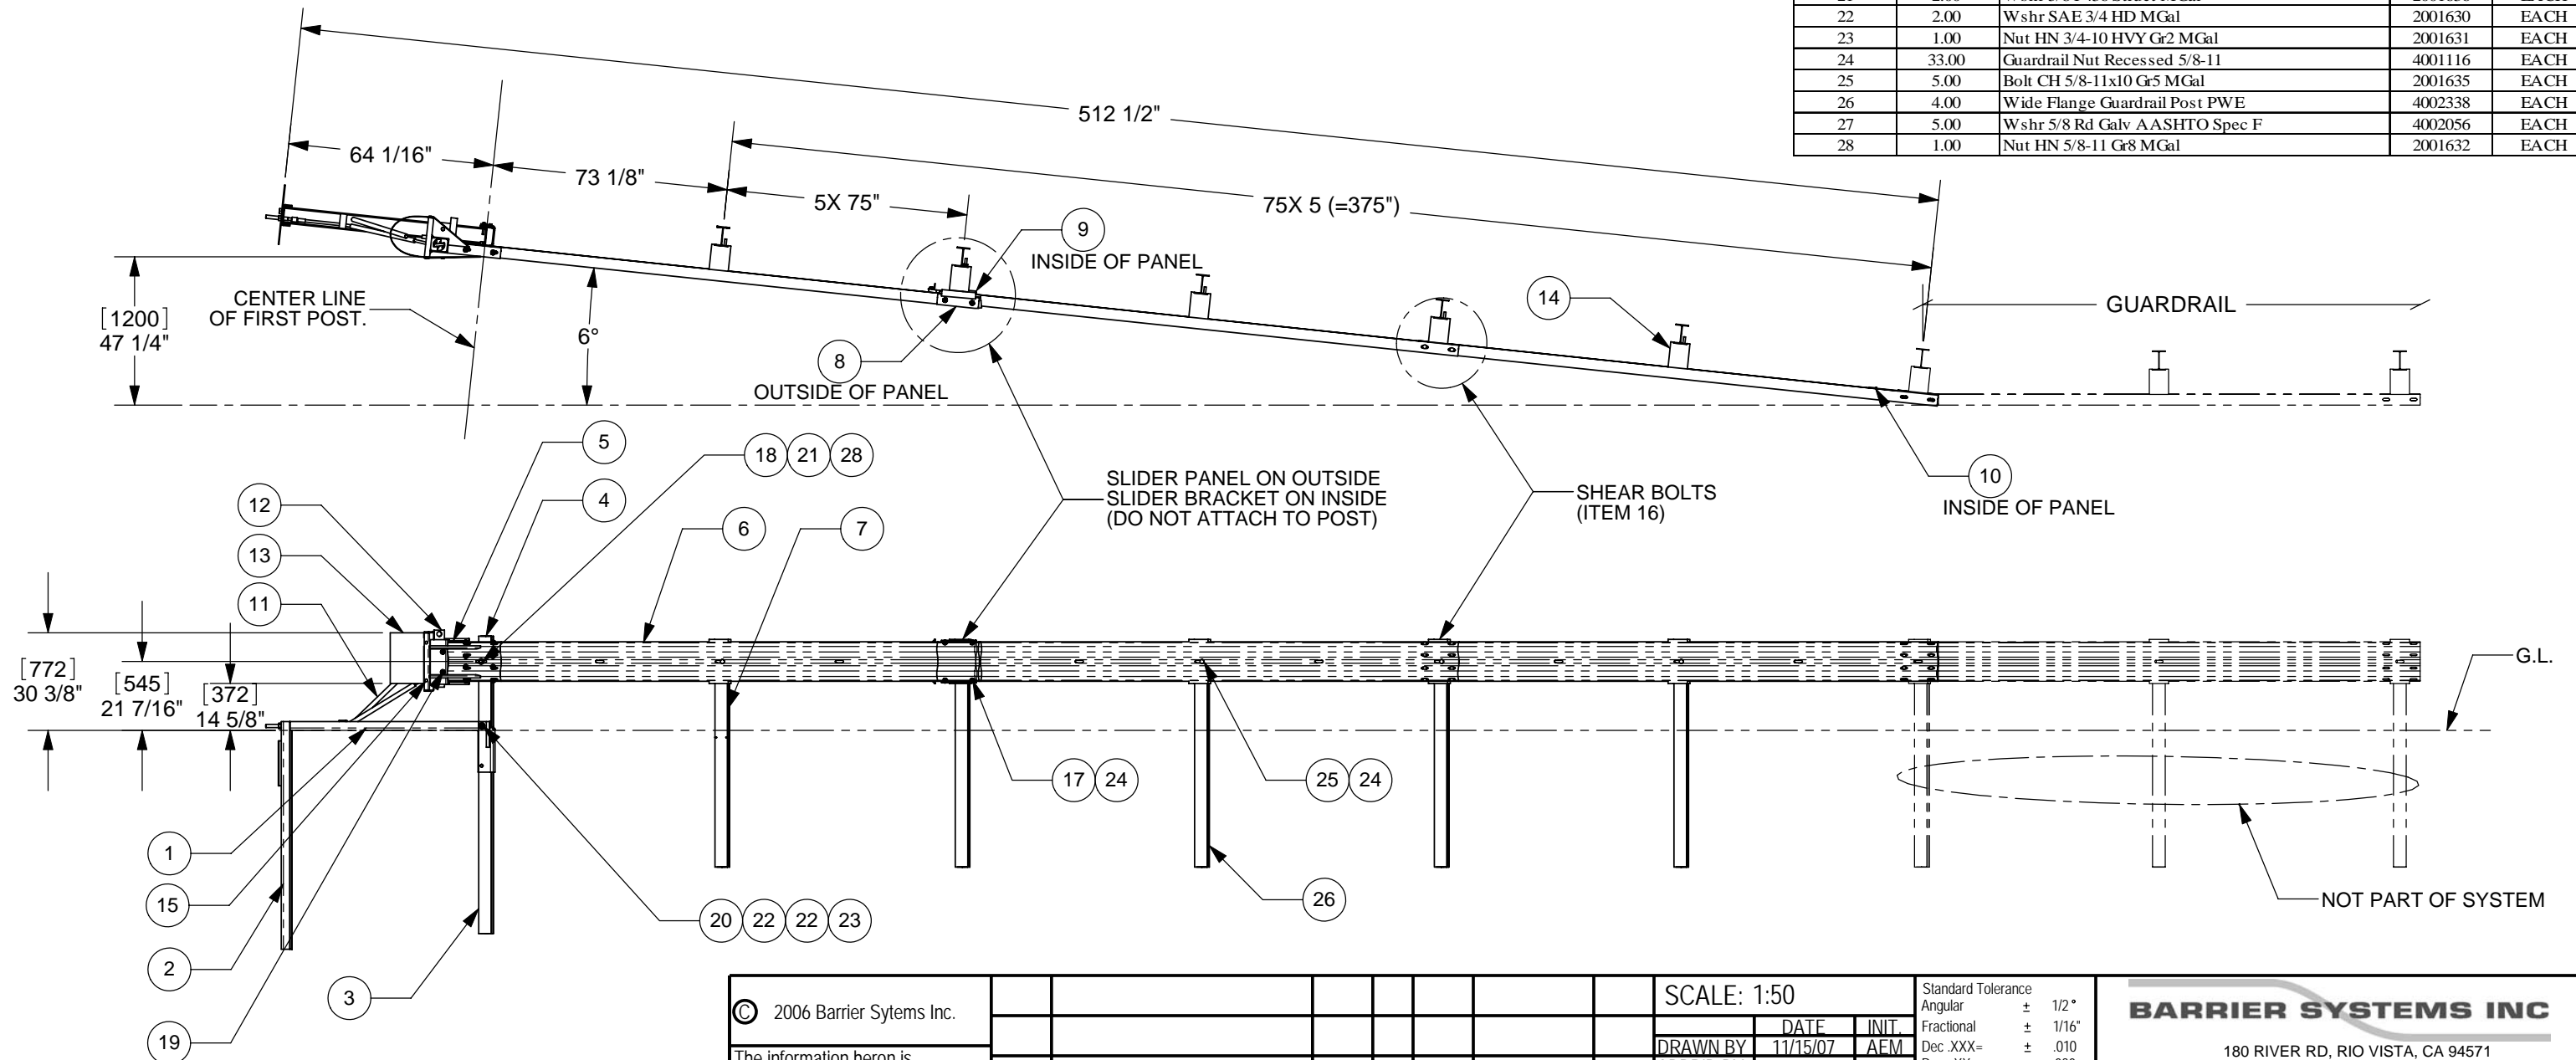 22 2.00 Wshr SAE 3/4 HD MGal 2001630 EACH
23 1.00 Nut HN 3/4-10 HVY Gr2 MGal 2001631 EACH
24 33.00 Guardrail Nut Recessed 5/8-11 4001116 EACH
25 5.00 Bolt CH 5/8-11x10 Gr5 MGal 2001635 EACH
26 4.00 Wide Flange Guardrail Post PWE 4002338 EACH
27 5.00 Wshr 5/8 Rd Galv AASHTO Spec F 4002056 EACH
28 1.00 Nut HN 5/8-11 Gr8 MGal 2001632 EACH
512 1/2"
64 1/16"
73 1/8"
5X 75"
75X 5 (=375")
9
INSIDE OF PANEL
14
GUARDRAIL
CENTER LINE
OF FIRST POST.
[1200]
47 1/4"
6°
8
OUTSIDE OF PANEL
10
INSIDE OF PANEL
5
18 21 28
12
4
13
6
7
11
SLIDER PANEL ON OUTSIDE
SLIDER BRACKET ON INSIDE
(DO NOT ATTACH TO POST)
SHEAR BOLTS
(ITEM 16)
G.L.
[772]
30 3/8"
[545]
21 7/16"
[372]
14 5/8"
17 24
25 24
1
15
20 22 22 23
26
NOT PART OF SYSTEM
2
3
19
© 2006 Barrier Sytems Inc.
The information heron is
SCALE: 1:50
DATE INIT.
DRAWN BY 11/15/07 AEM
Standard Tolerance
Angular ± 1/2°
Fractional ± 1/16"
Dec .XXX= ± .010
BARRIER SYSTEMS INC
180 RIVER RD, RIO VISTA, CA 94571